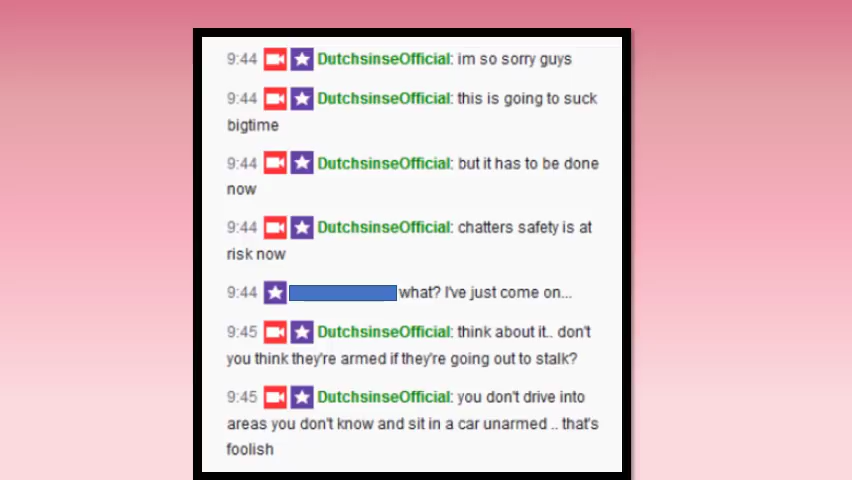 9:44 DutchsinseOfficial: im so sorry guys
9:44 DutchsinseOfficial: this is going to suck
bigtime
9:44 DutchsinseOfficial: but it has to be done
now
9:44 DutchsinseOfficial: chatters safety is at
risk now
9:44 what? I've just come on...
9:45 DutchsinseOfficial: think about it.. don't
you think they're armed if they're going out to stalk?
9:45 DutchsinseOfficial: you don't drive into
areas you don't know and sit in a car unarmed .. that's
foolish